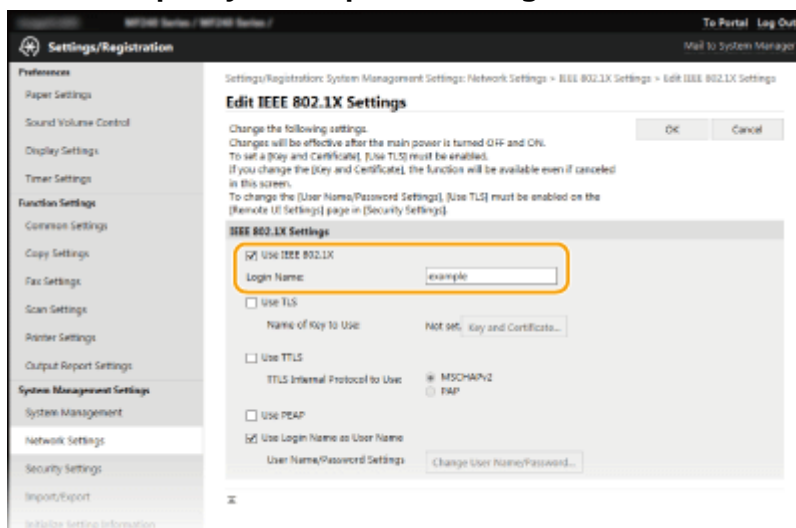 MF240 Series / MF240 Series /
To Portal Log Out
Settings/Registration
Mail to System Manager
Preferences
Paper Settings
Sound Volume Control
Display Settings
Timer Settings
Function Settings
Common Settings
Copy Settings
Fax Settings
Scan Settings
Printer Settings
Output Report Settings
System Management Settings
System Management
Network Settings
Security Settings
Import/Export
Initialize Setting Information
Settings/Registration: System Management Settings: Network Settings > IEEE 802.1X Settings > Edit IEEE 802.1X Settings
Edit IEEE 802.1X Settings
Change the following settings.
Changes will be effective after the main power is turned OFF and ON.
To set a [Key and Certificate], [Use TLS] must be enabled.
If you change the [Key and Certificate], the function will be available even if canceled
in this screen.
To change the [User Name/Password Settings], [Use TLS] must be enabled on the
[Remote UI Settings] page in [Security Settings].
OK
Cancel
IEEE 802.1X Settings
Use IEEE 802.1X
Login Name: example
Use TLS
Name of Key to Use: Not set. Key and Certificate...
Use TTLS
TTLS Internal Protocol to Use: MSCHAPv2
PAP
Use PEAP
Use Login Name as User Name
User Name/Password Settings Change User Name/Password...